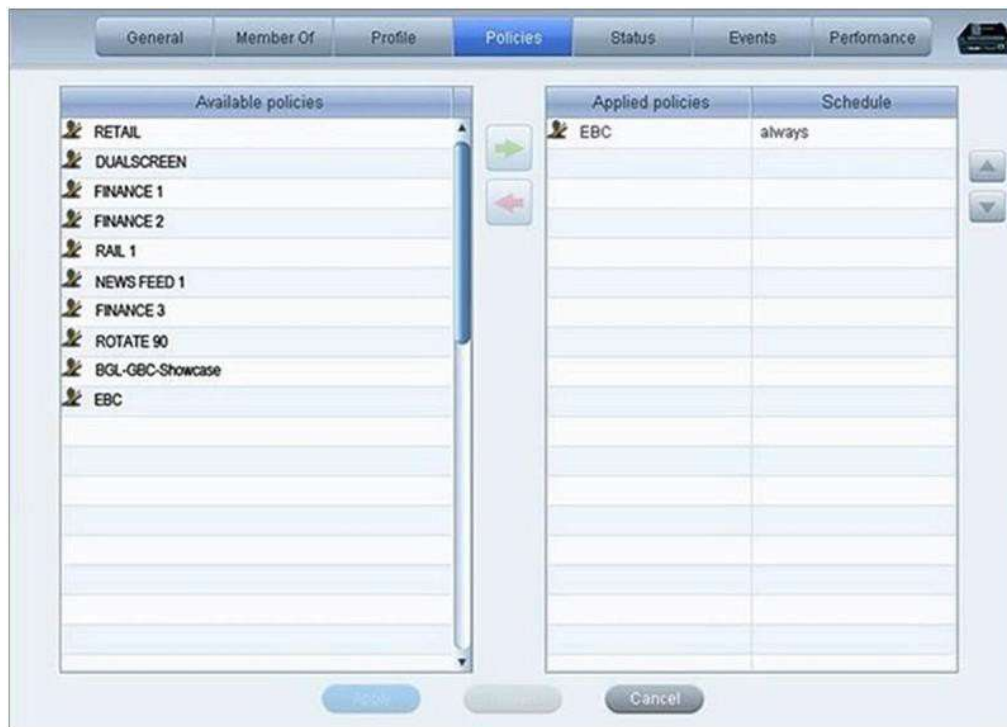 General Member Of Profile Policies Status Events Perfomance
Available policies
RETAIL
DUALSCREEN
FINANCE 1
FINANCE 2
RAIL 1
NEWS FEED 1
FINANCE 3
ROTATE 90
BGL-GBC-Showcase
EBC
Applied policies Schedule
EBC always
Apply Cancel